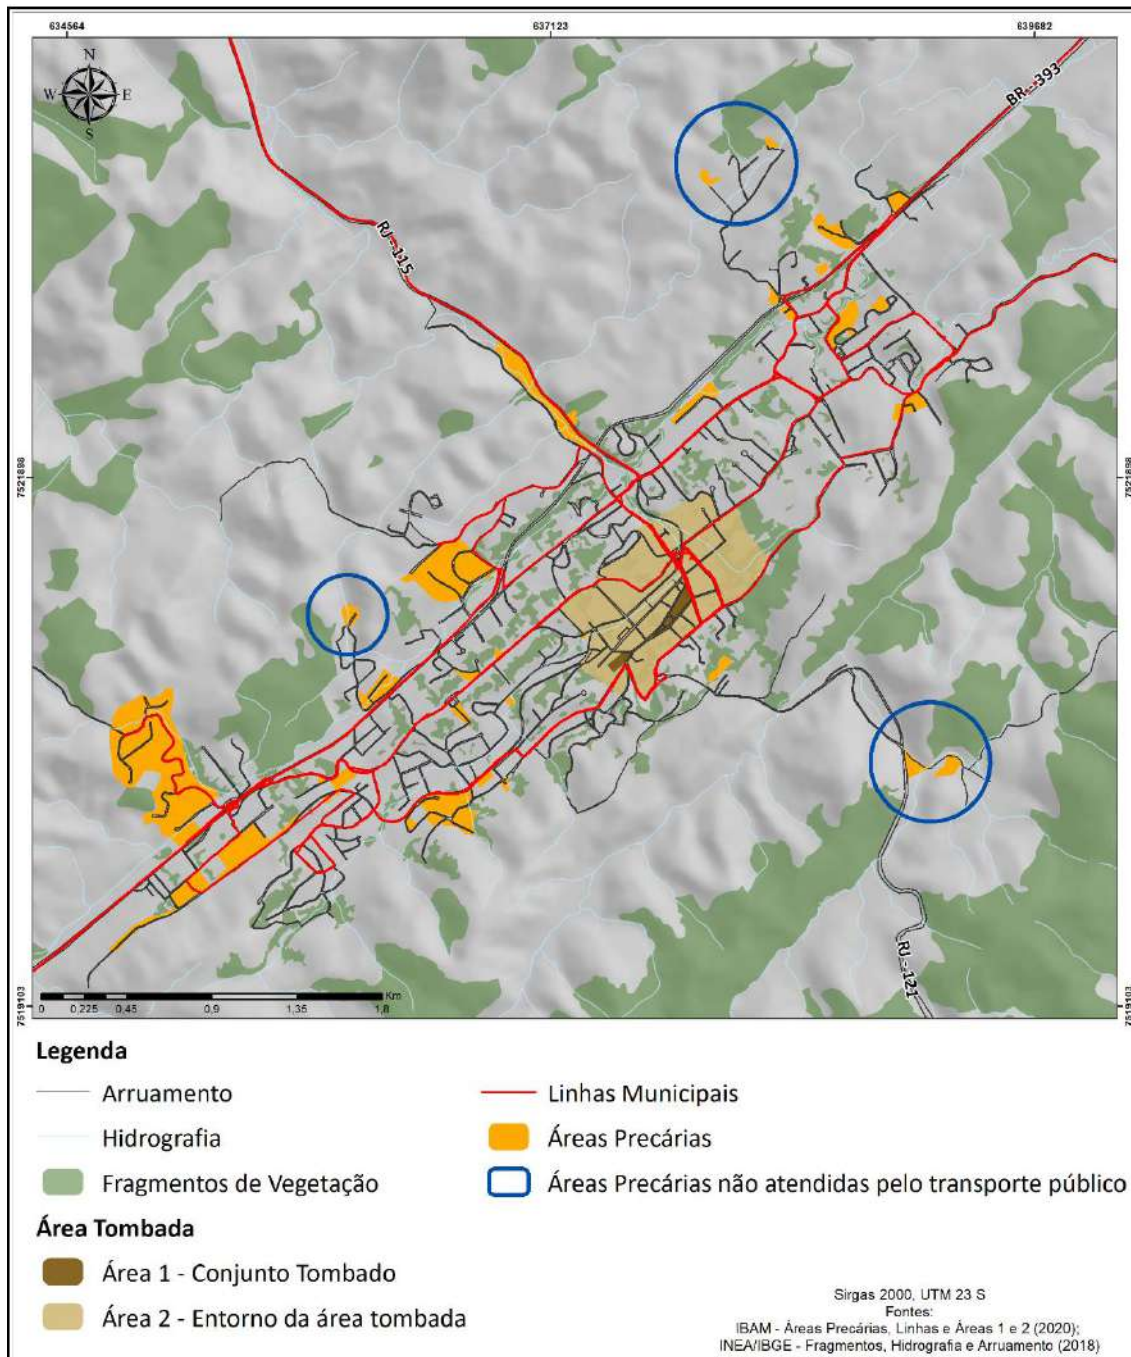 634564 637123 639682
N
W E
S
BR - 393
RJ - 115
7521898 7521898
RJ - 121
7519103 7519103
Km
0 0,225 0,45 0,9 1,35 1,8
Legenda
Arruamento
Hidrografia
Fragmentos de Vegetação
Linhas Municipais
Áreas Precárias
Áreas Precárias não atendidas pelo transporte público
Área Tombada
Área 1 - Conjunto Tombado
Área 2 - Entorno da área tombada
Sirgas 2000, UTM 23 S
Fontes:
IBAM - Áreas Precárias, Linhas e Áreas 1 e 2 (2020);
INEA/IBGE - Fragmentos, Hidrografia e Arruamento (2018)